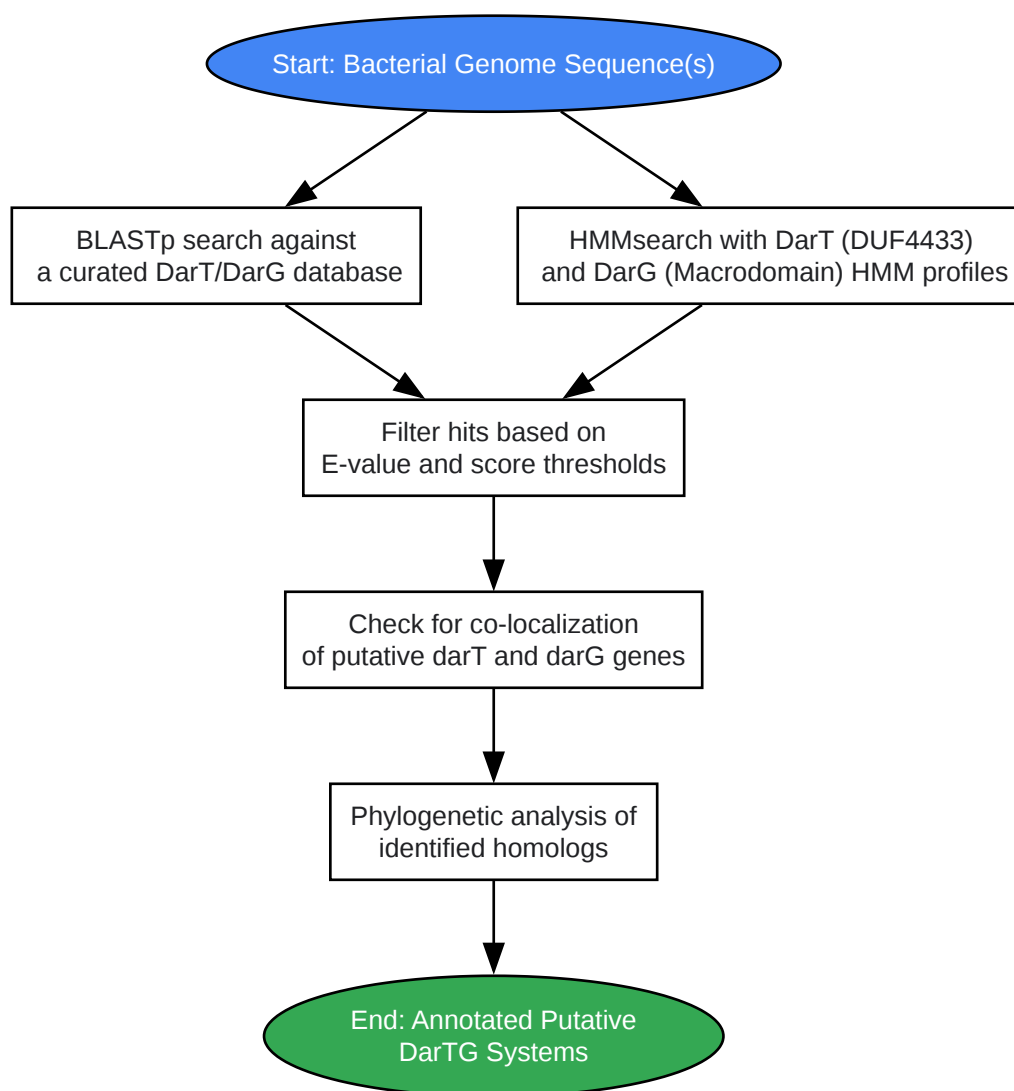 Start: Bacterial Genome Sequence(s)
BLASTp search against
a curated DarT/DarG database
HMMsearch with DarT (DUF4433)
and DarG (Macrodomain) HMM profiles
Filter hits based on
E-value and score thresholds
Check for co-localization
of putative darT and darG genes
Phylogenetic analysis of
identified homologs
End: Annotated Putative
DarTG Systems